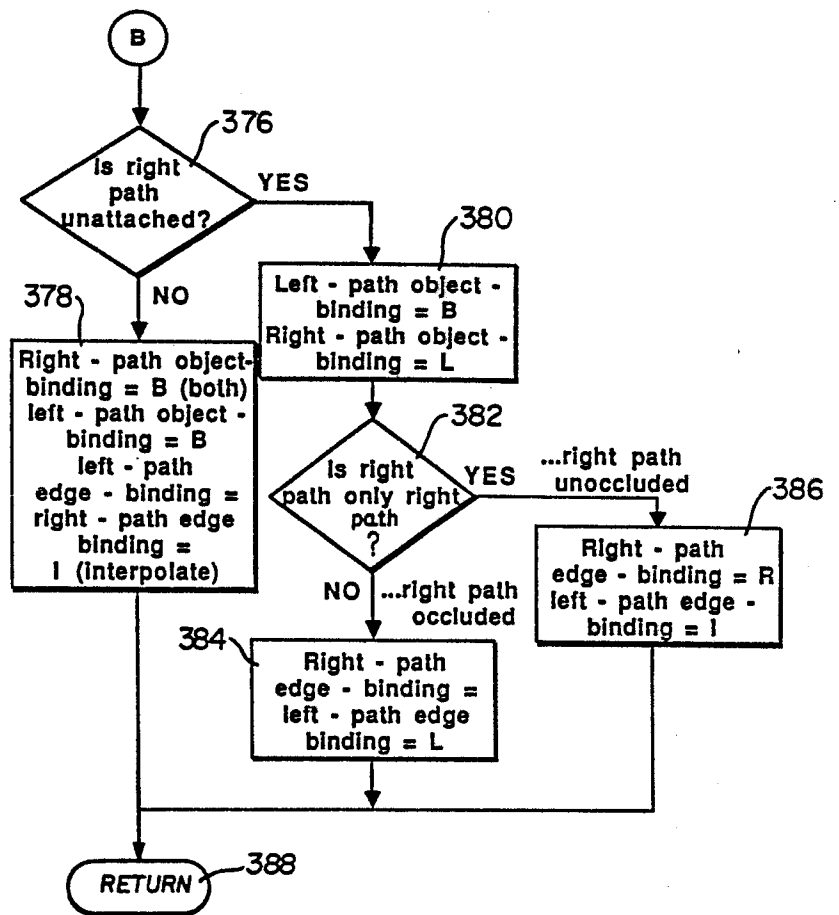 B
376
Is right
path
unattached?
YES
NO
380
Left - path object -
binding = B
Right - path object -
binding = L
378
Right - path object-
binding = B (both)
left - path object -
binding = B
left - path
edge - binding =
right - path edge
binding =
I (interpolate)
382
Is right
path only right
path
?
YES
...right path
unoccluded
386
Right - path
edge - binding = R
left - path edge -
binding = I
NO
...right path
occluded
384
Right - path
edge - binding =
left - path edge
binding = L
RETURN
388